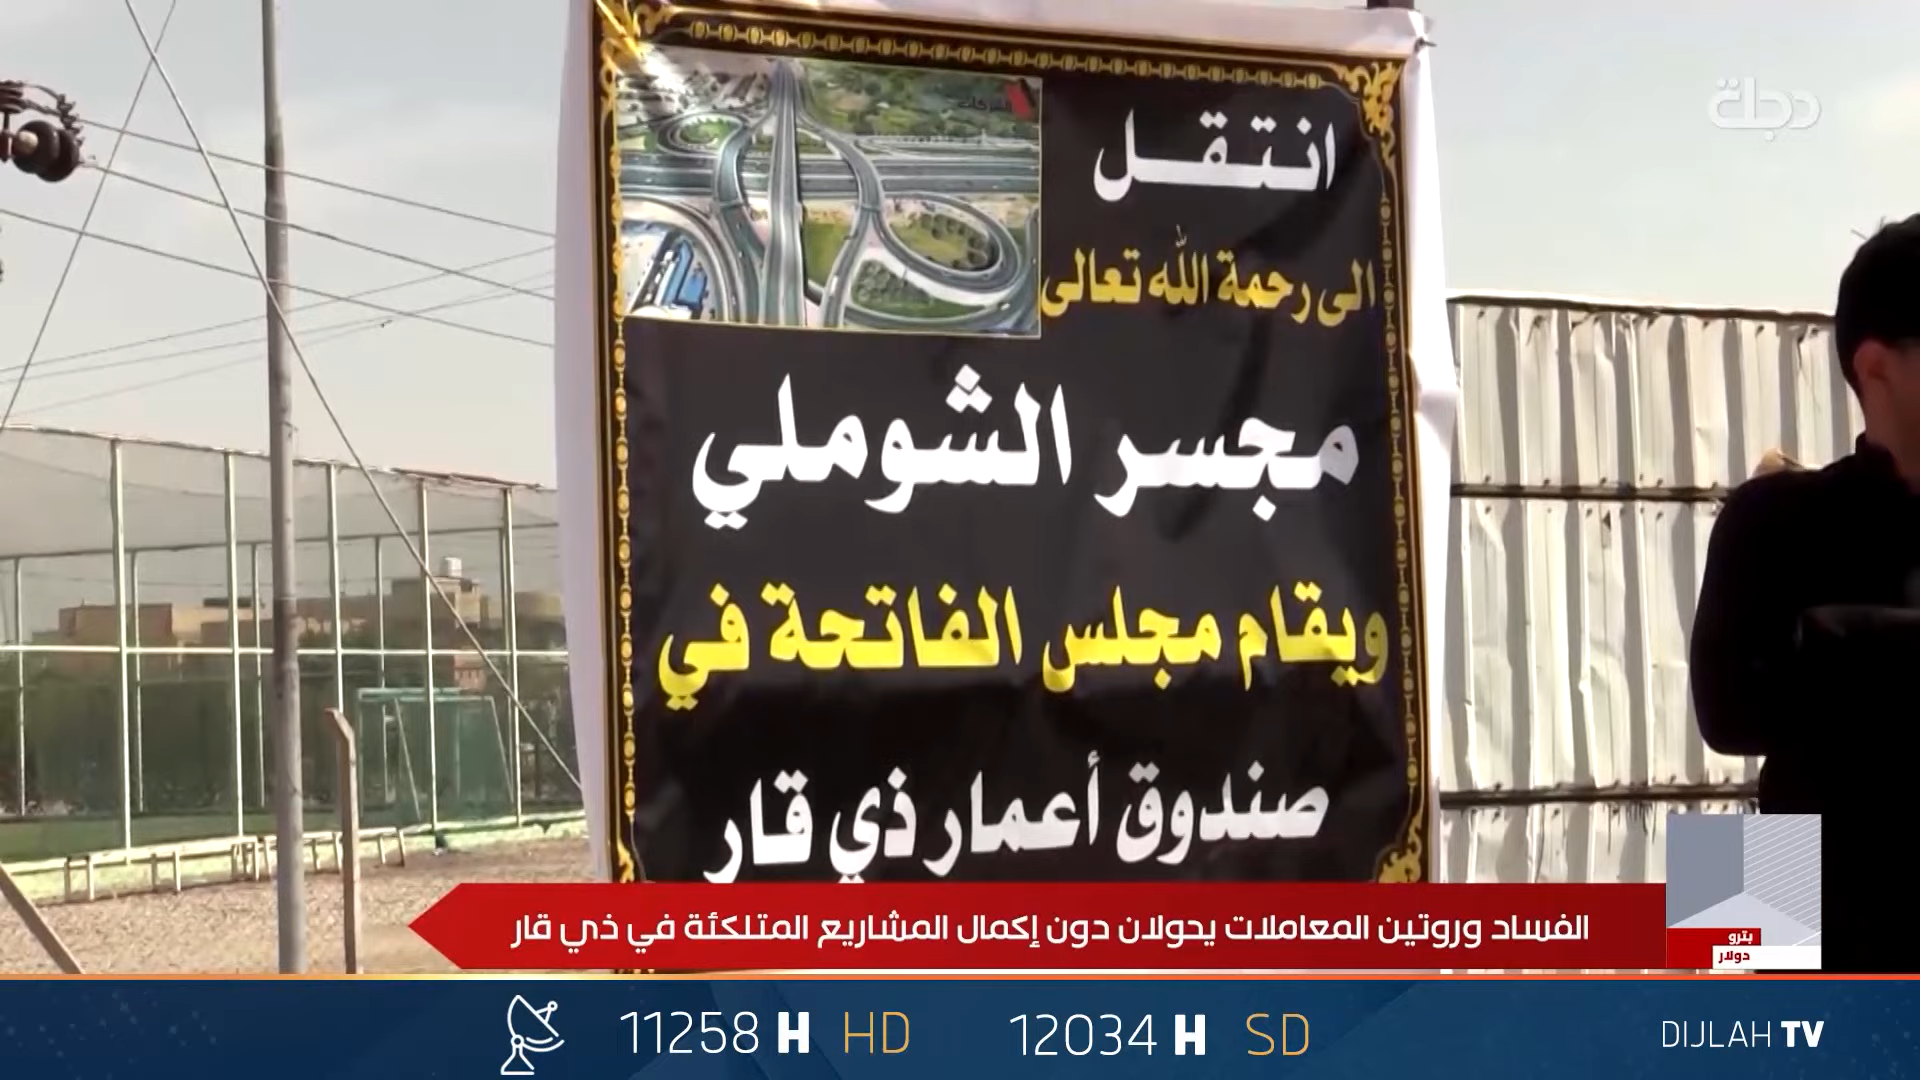 دجلة
انتقل
الى رحمة الله تعالى
مجسر الشوملي
ويقام مجلس الفاتحة في
صندوق أعمار ذي قار
الفساد وروتين المعاملات يحولان دون إكمال المشاريع المتلكئة في ذي قار
بترو
دولار
11258 H HD 12034 H SD
DIJLAH TV